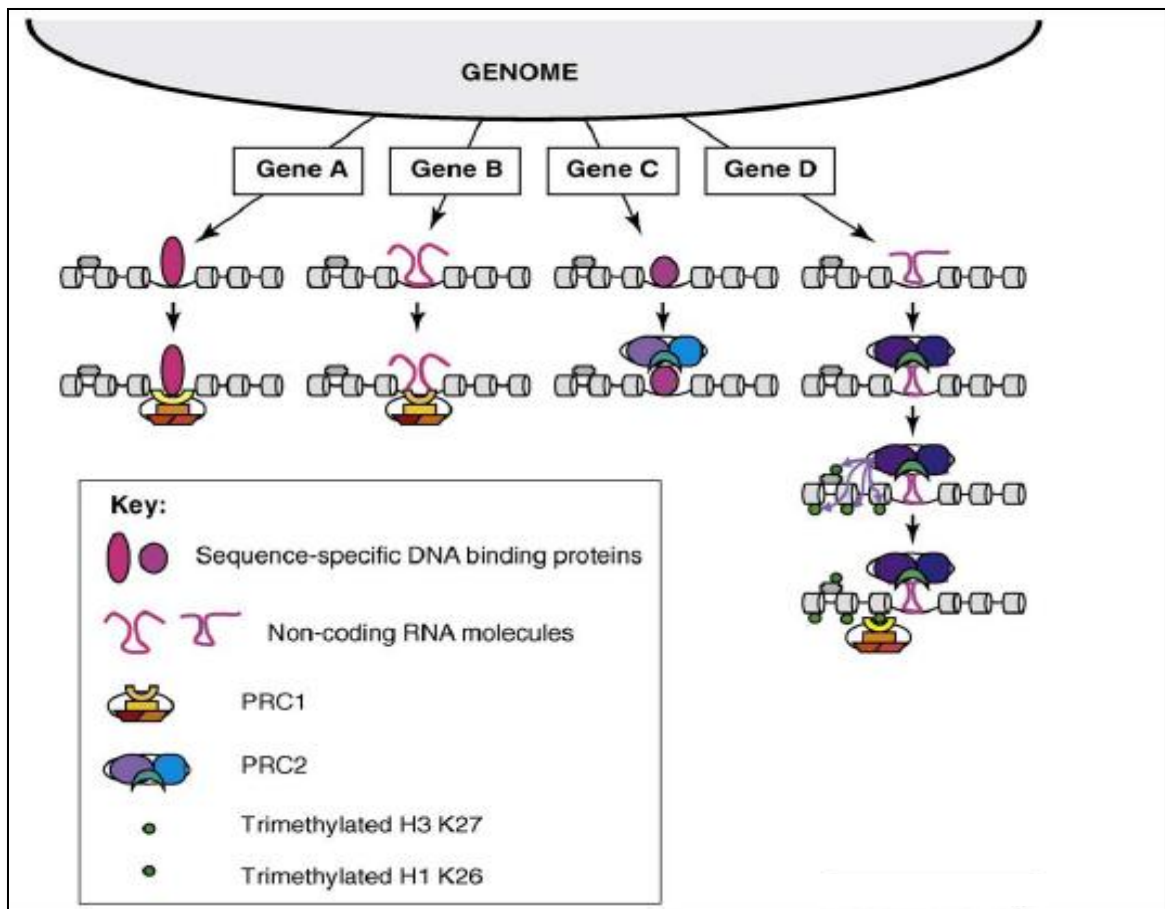 GENOME
Gene A
Gene B
Gene C
Gene D
Key:
Sequence-specific DNA binding proteins
Non-coding RNA molecules
PRC1
PRC2
Trimethylated H3 K27
Trimethylated H1 K26